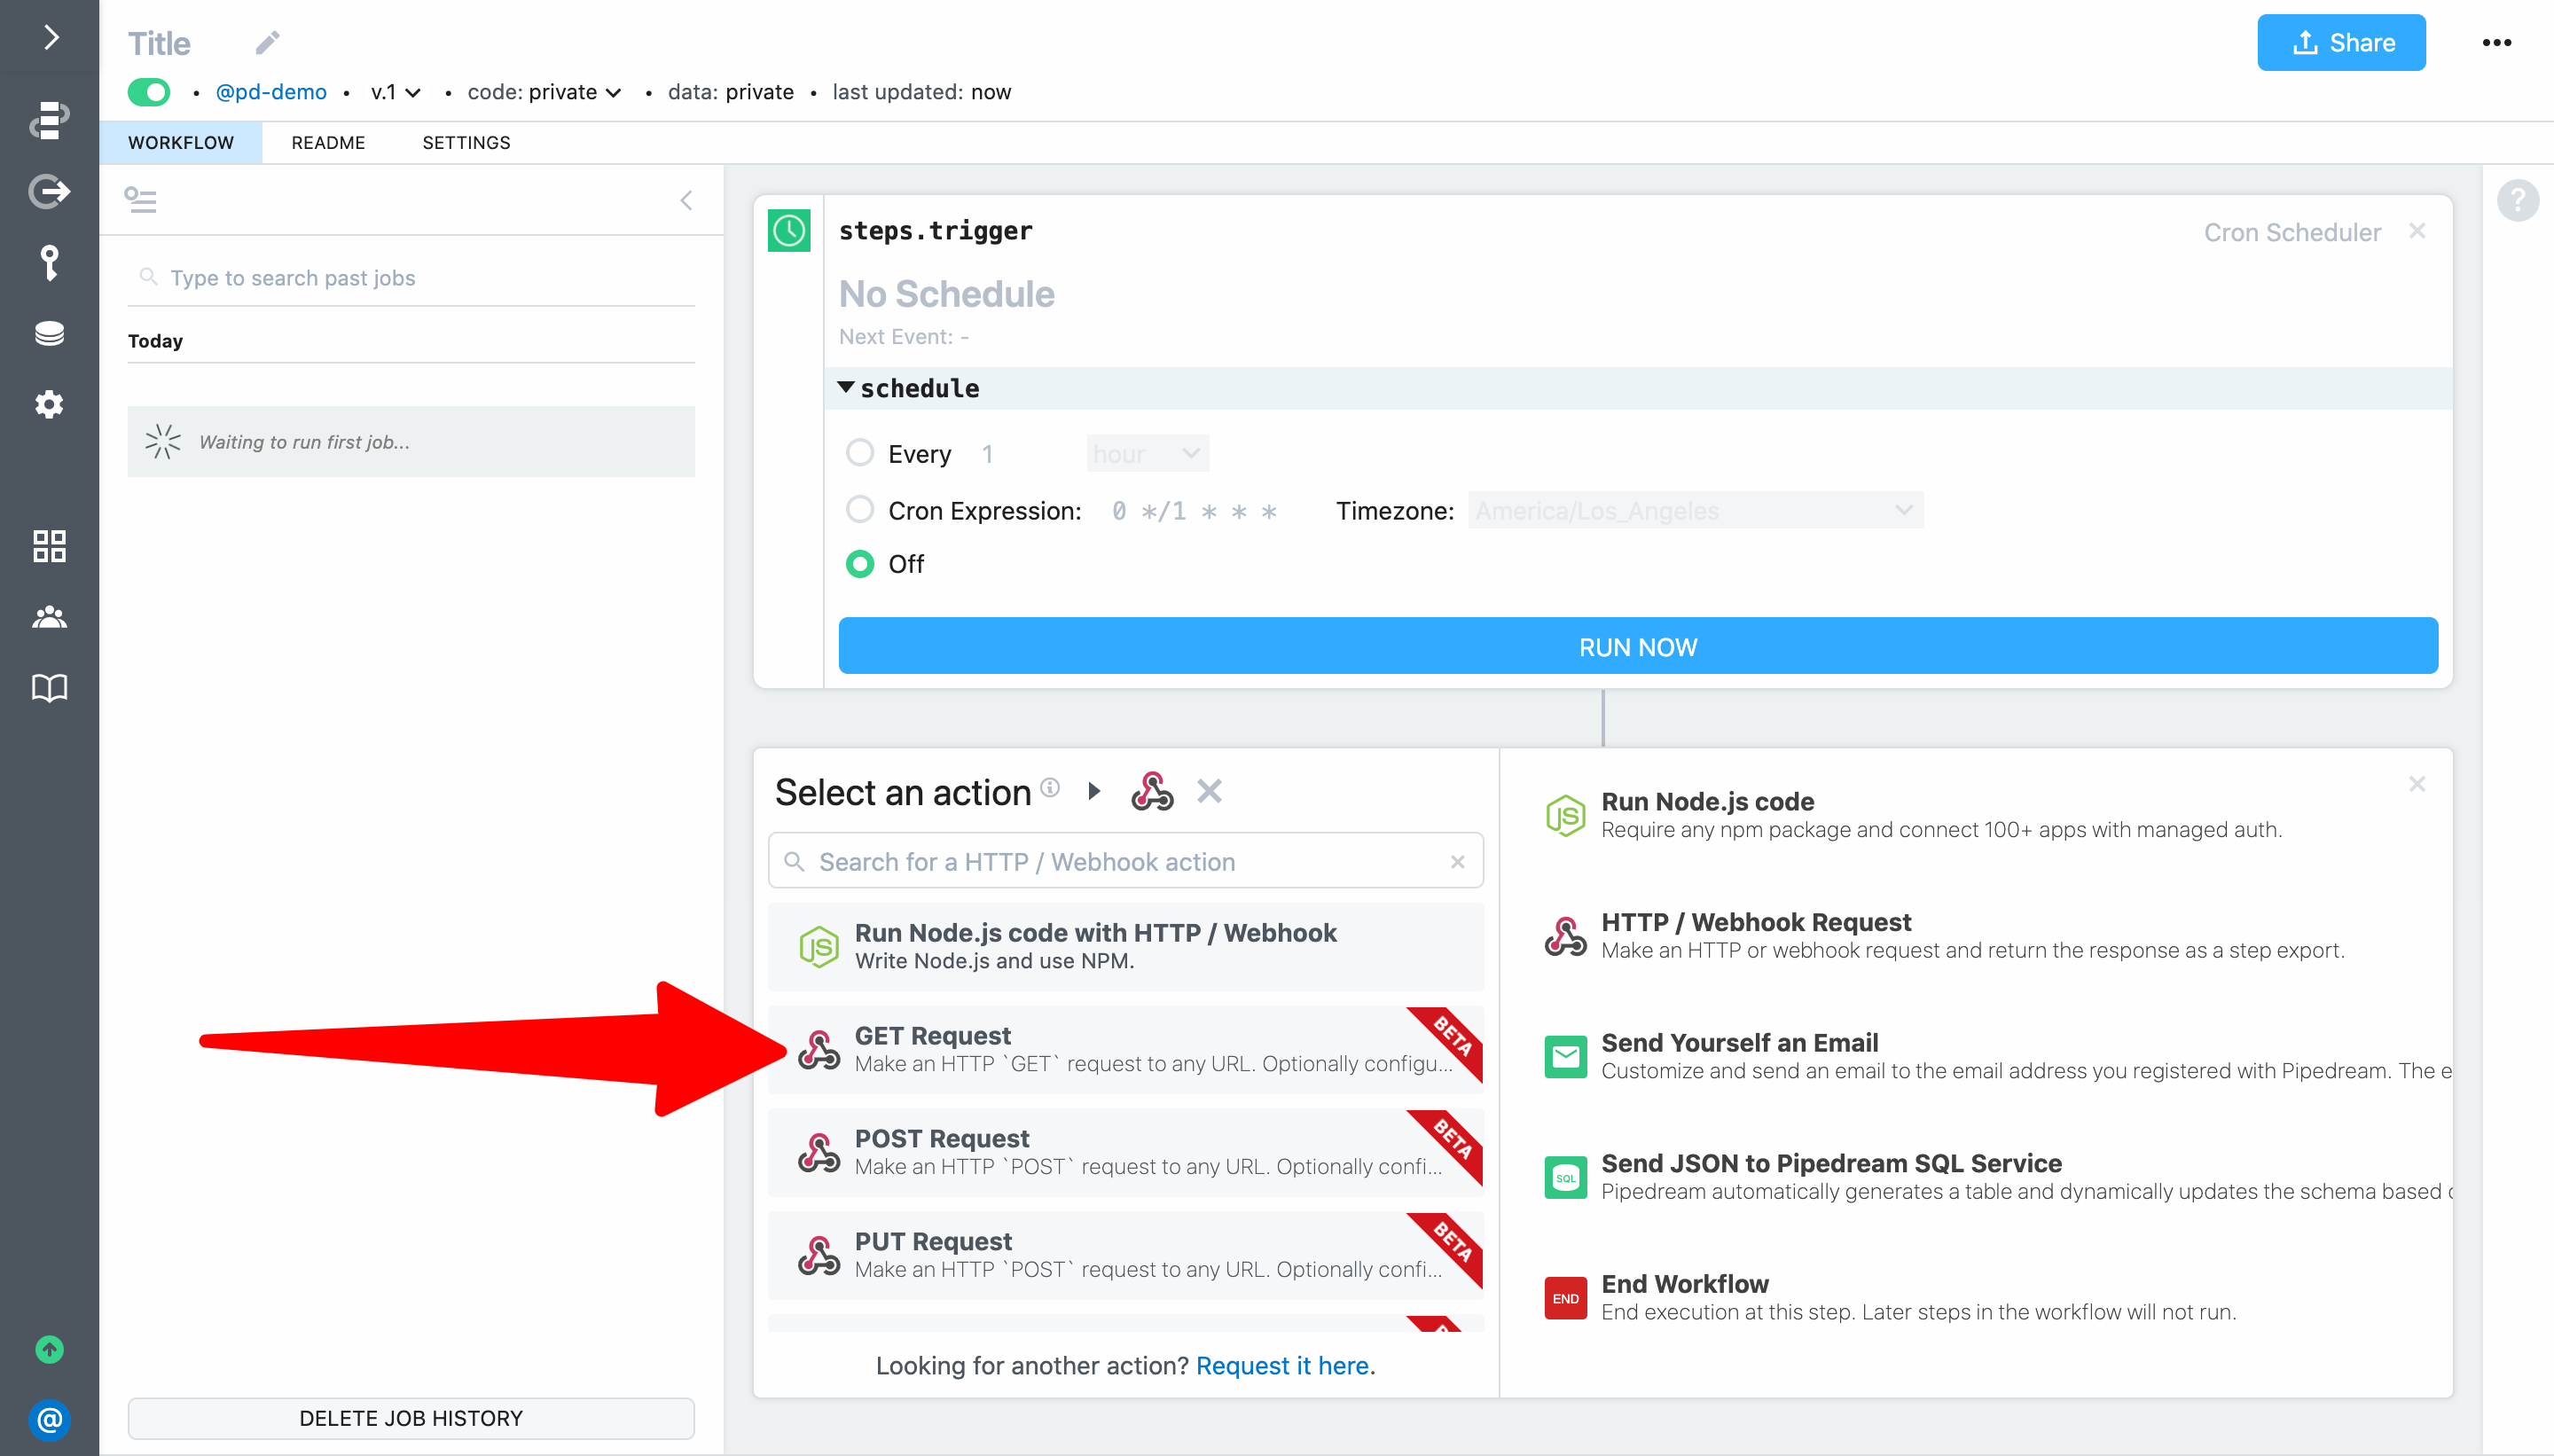 Title
Share
@pd-demo • v.1 • code: private • data: private • last updated: now
WORKFLOW README SETTINGS
Type to search past jobs
Today
Waiting to run first job...
DELETE JOB HISTORY
steps.trigger
Cron Scheduler
No Schedule
Next Event: -
schedule
Every 1 hour
Cron Expression: 0 */1 * * * Timezone: America/Los_Angeles
Off
RUN NOW
Select an action
Search for a HTTP / Webhook action
JS
Run Node.js code with HTTP / Webhook
Write Node.js and use NPM.
GET Request
Make an HTTP `GET` request to any URL. Optionally configu...
BETA
POST Request
Make an HTTP `POST` request to any URL. Optionally confi...
BETA
PUT Request
Make an HTTP `POST` request to any URL. Optionally confi...
BETA
Looking for another action? Request it here.
JS
Run Node.js code
Require any npm package and connect 100+ apps with managed auth.
HTTP / Webhook Request
Make an HTTP or webhook request and return the response as a step export.
Send Yourself an Email
Customize and send an email to the email address you registered with Pipedream. The e
SQL
Send JSON to Pipedream SQL Service
Pipedream automatically generates a table and dynamically updates the schema based
END
End Workflow
End execution at this step. Later steps in the workflow will not run.
?
@